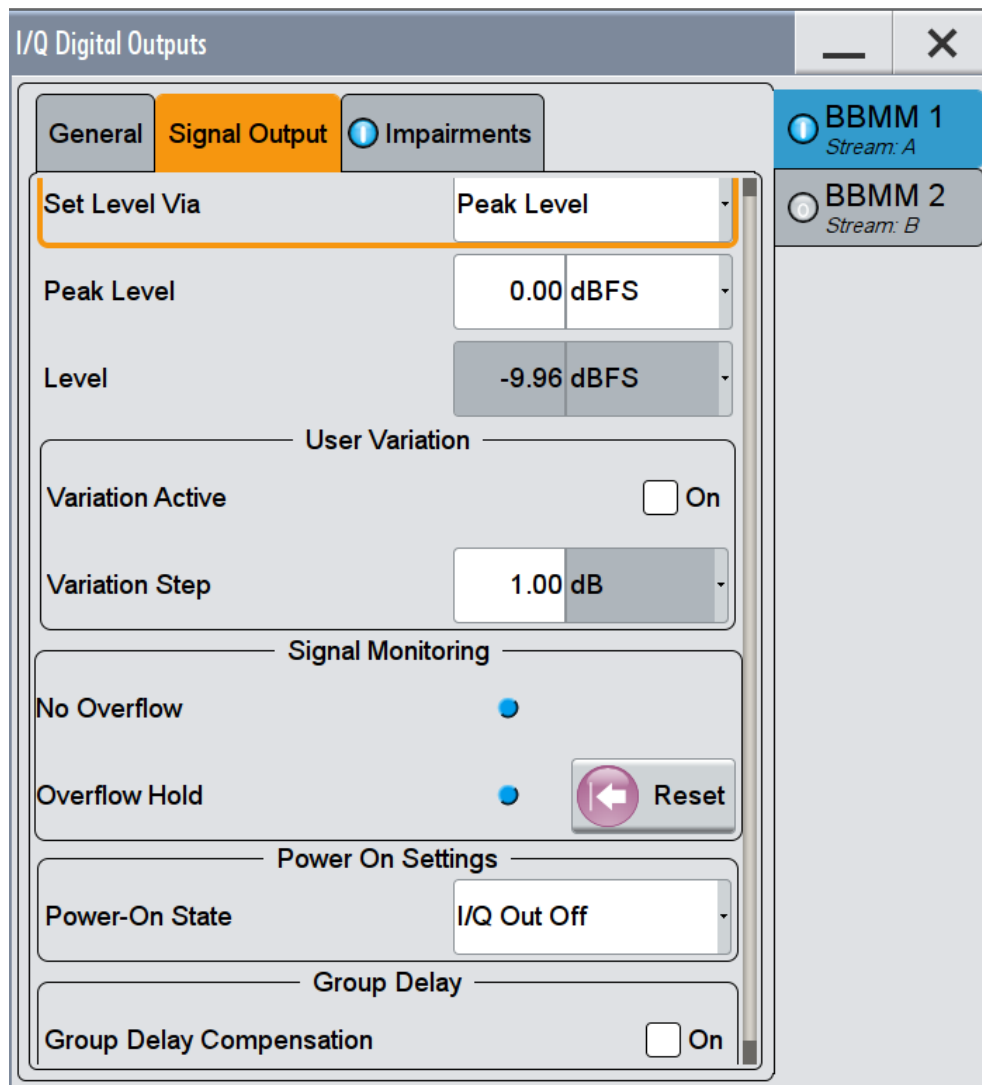 I/Q Digital Outputs
General Signal Output Impairments
BBMM 1
Stream: A
BBMM 2
Stream: B
Set Level Via Peak Level
Peak Level 0.00 dBFS
Level -9.96 dBFS
User Variation
Variation Active On
Variation Step 1.00 dB
Signal Monitoring
No Overflow
Overflow Hold Reset
Power On Settings
Power-On State I/Q Out Off
Group Delay
Group Delay Compensation On